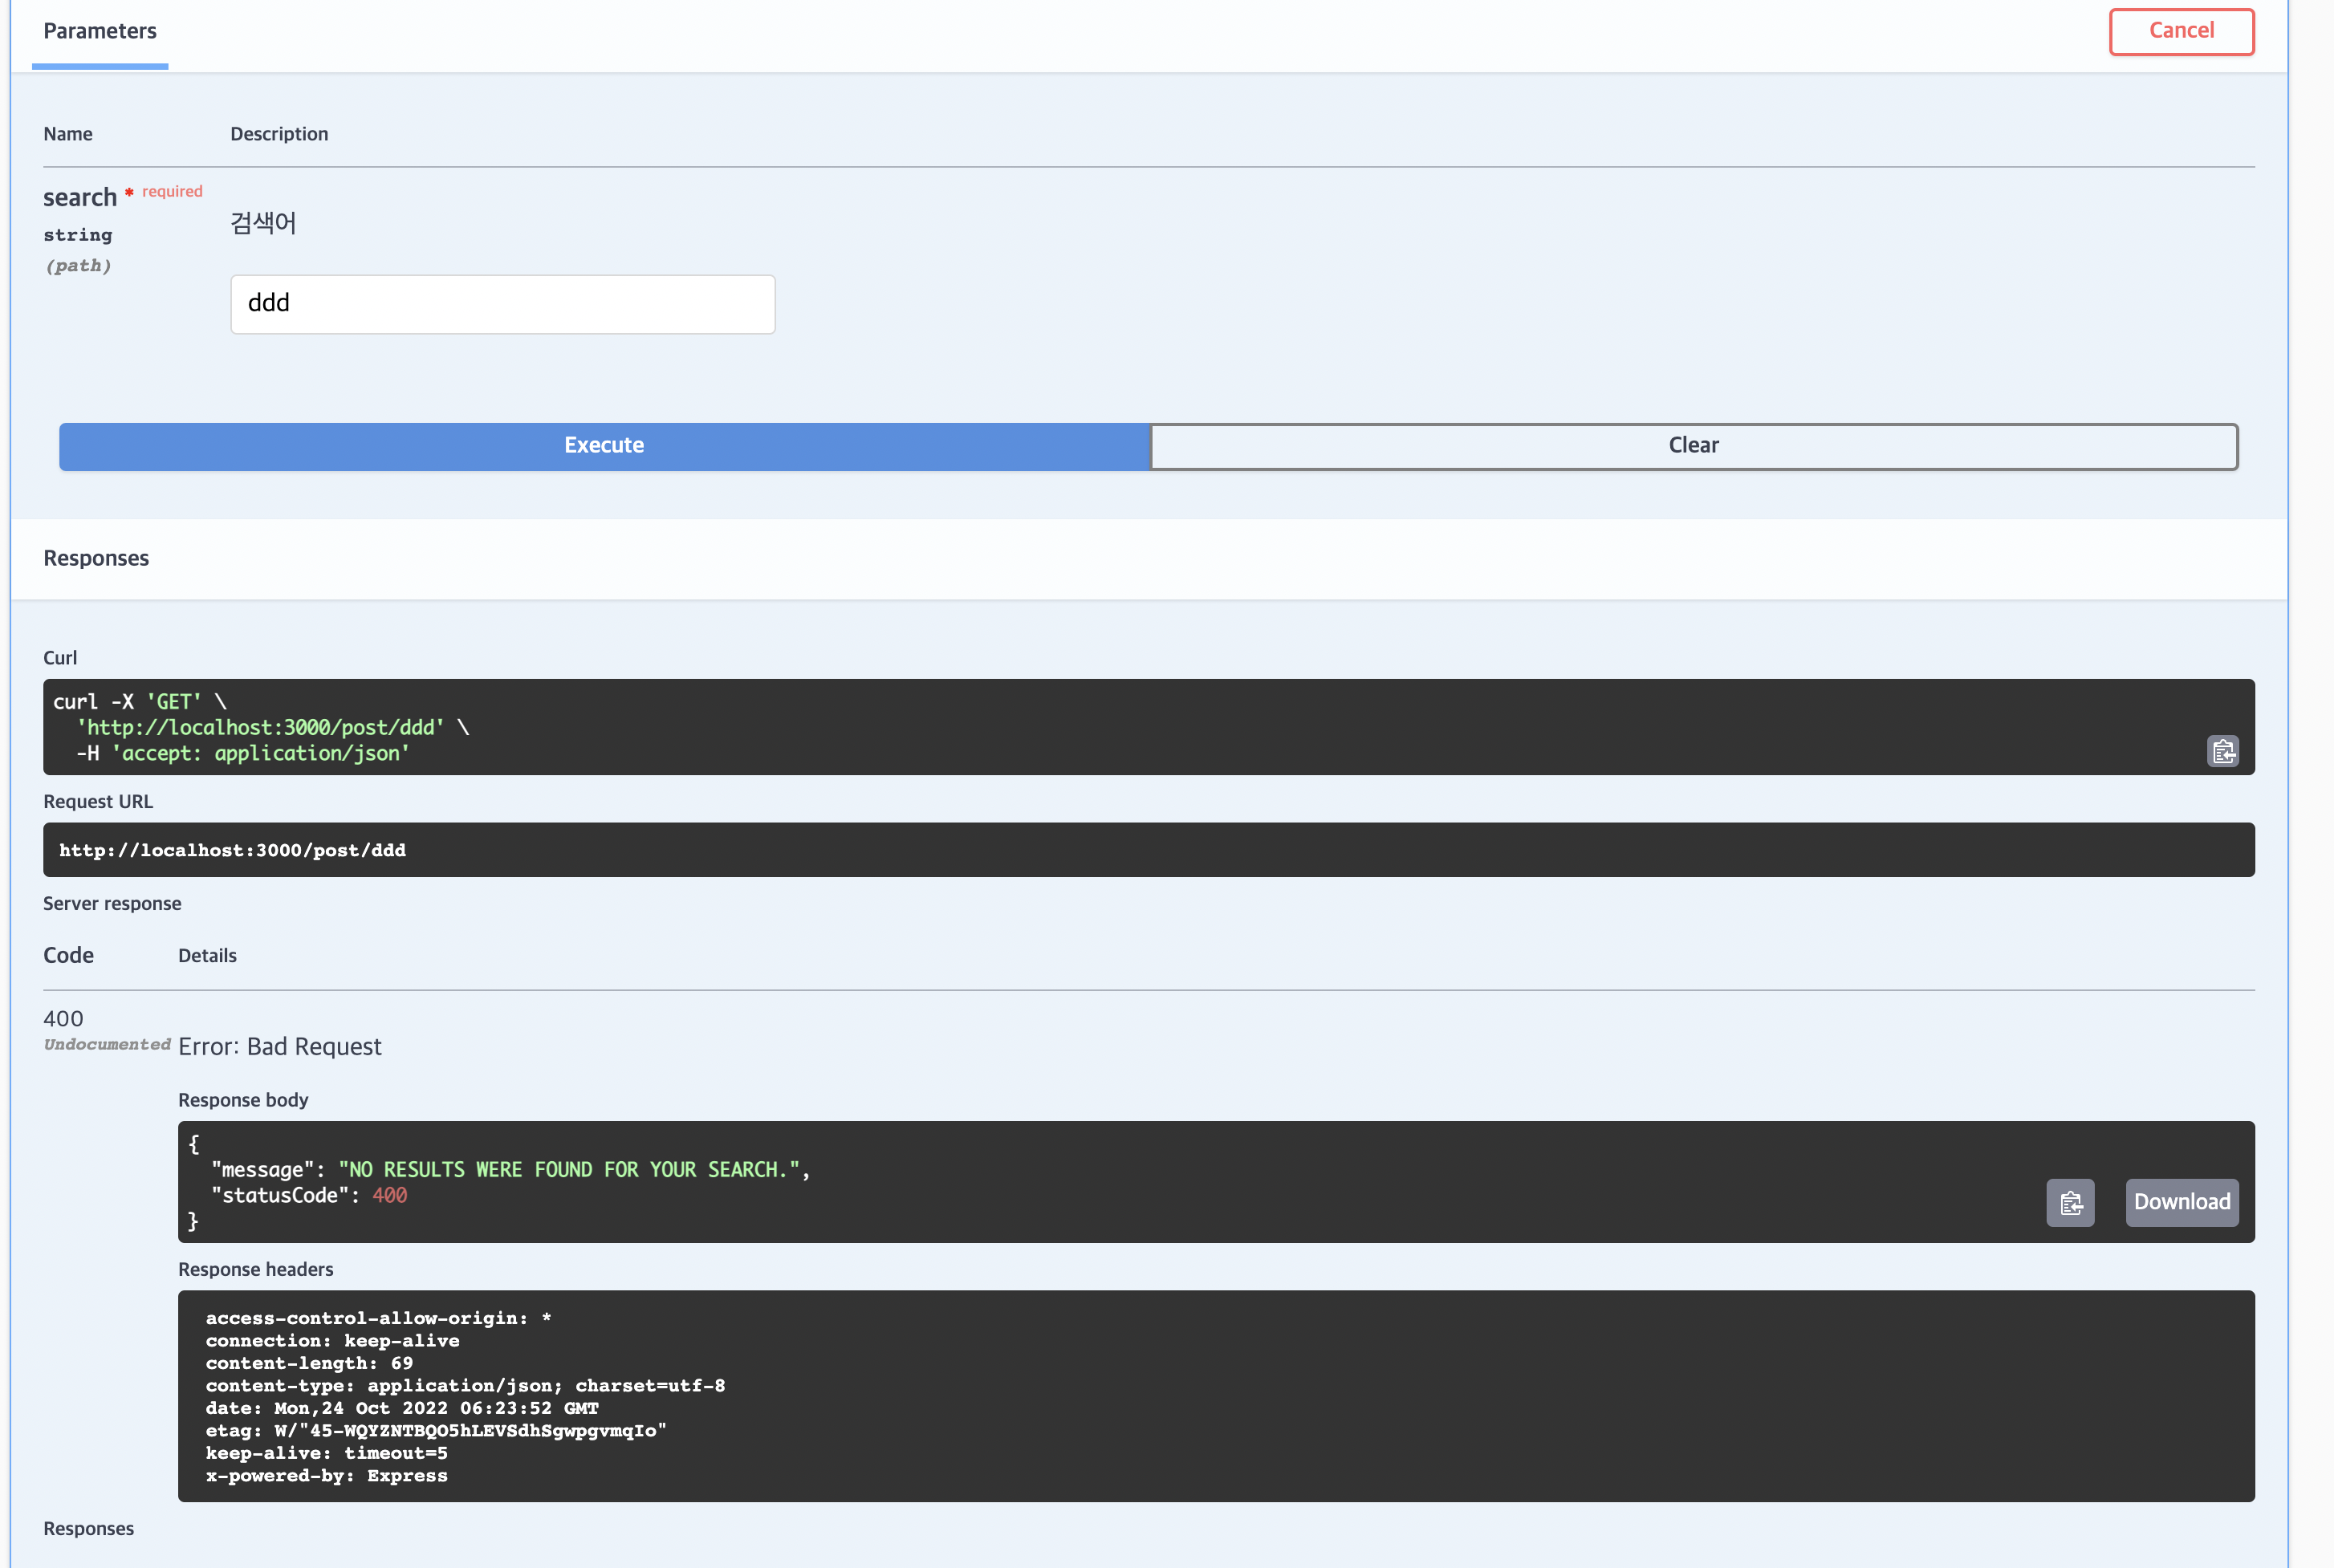 Parameters
Cancel
Name Description
search * required
string
(path)
검색어
ddd
Execute
Clear
Responses
Curl
curl -X 'GET' \
  'http://localhost:3000/post/ddd' \
  -H 'accept: application/json'
Request URL
http://localhost:3000/post/ddd
Server response
Code Details
400
Undocumented
Error: Bad Request
Response body
{
  "message": "NO RESULTS WERE FOUND FOR YOUR SEARCH.",
  "statusCode": 400
}
Download
Response headers
access-control-allow-origin: *
connection: keep-alive
content-length: 69
content-type: application/json; charset=utf-8
date: Mon,24 Oct 2022 06:23:52 GMT
etag: W/"45-WQYZNTBQO5hLEVSdhSgwpgvmqIo"
keep-alive: timeout=5
x-powered-by: Express
Responses